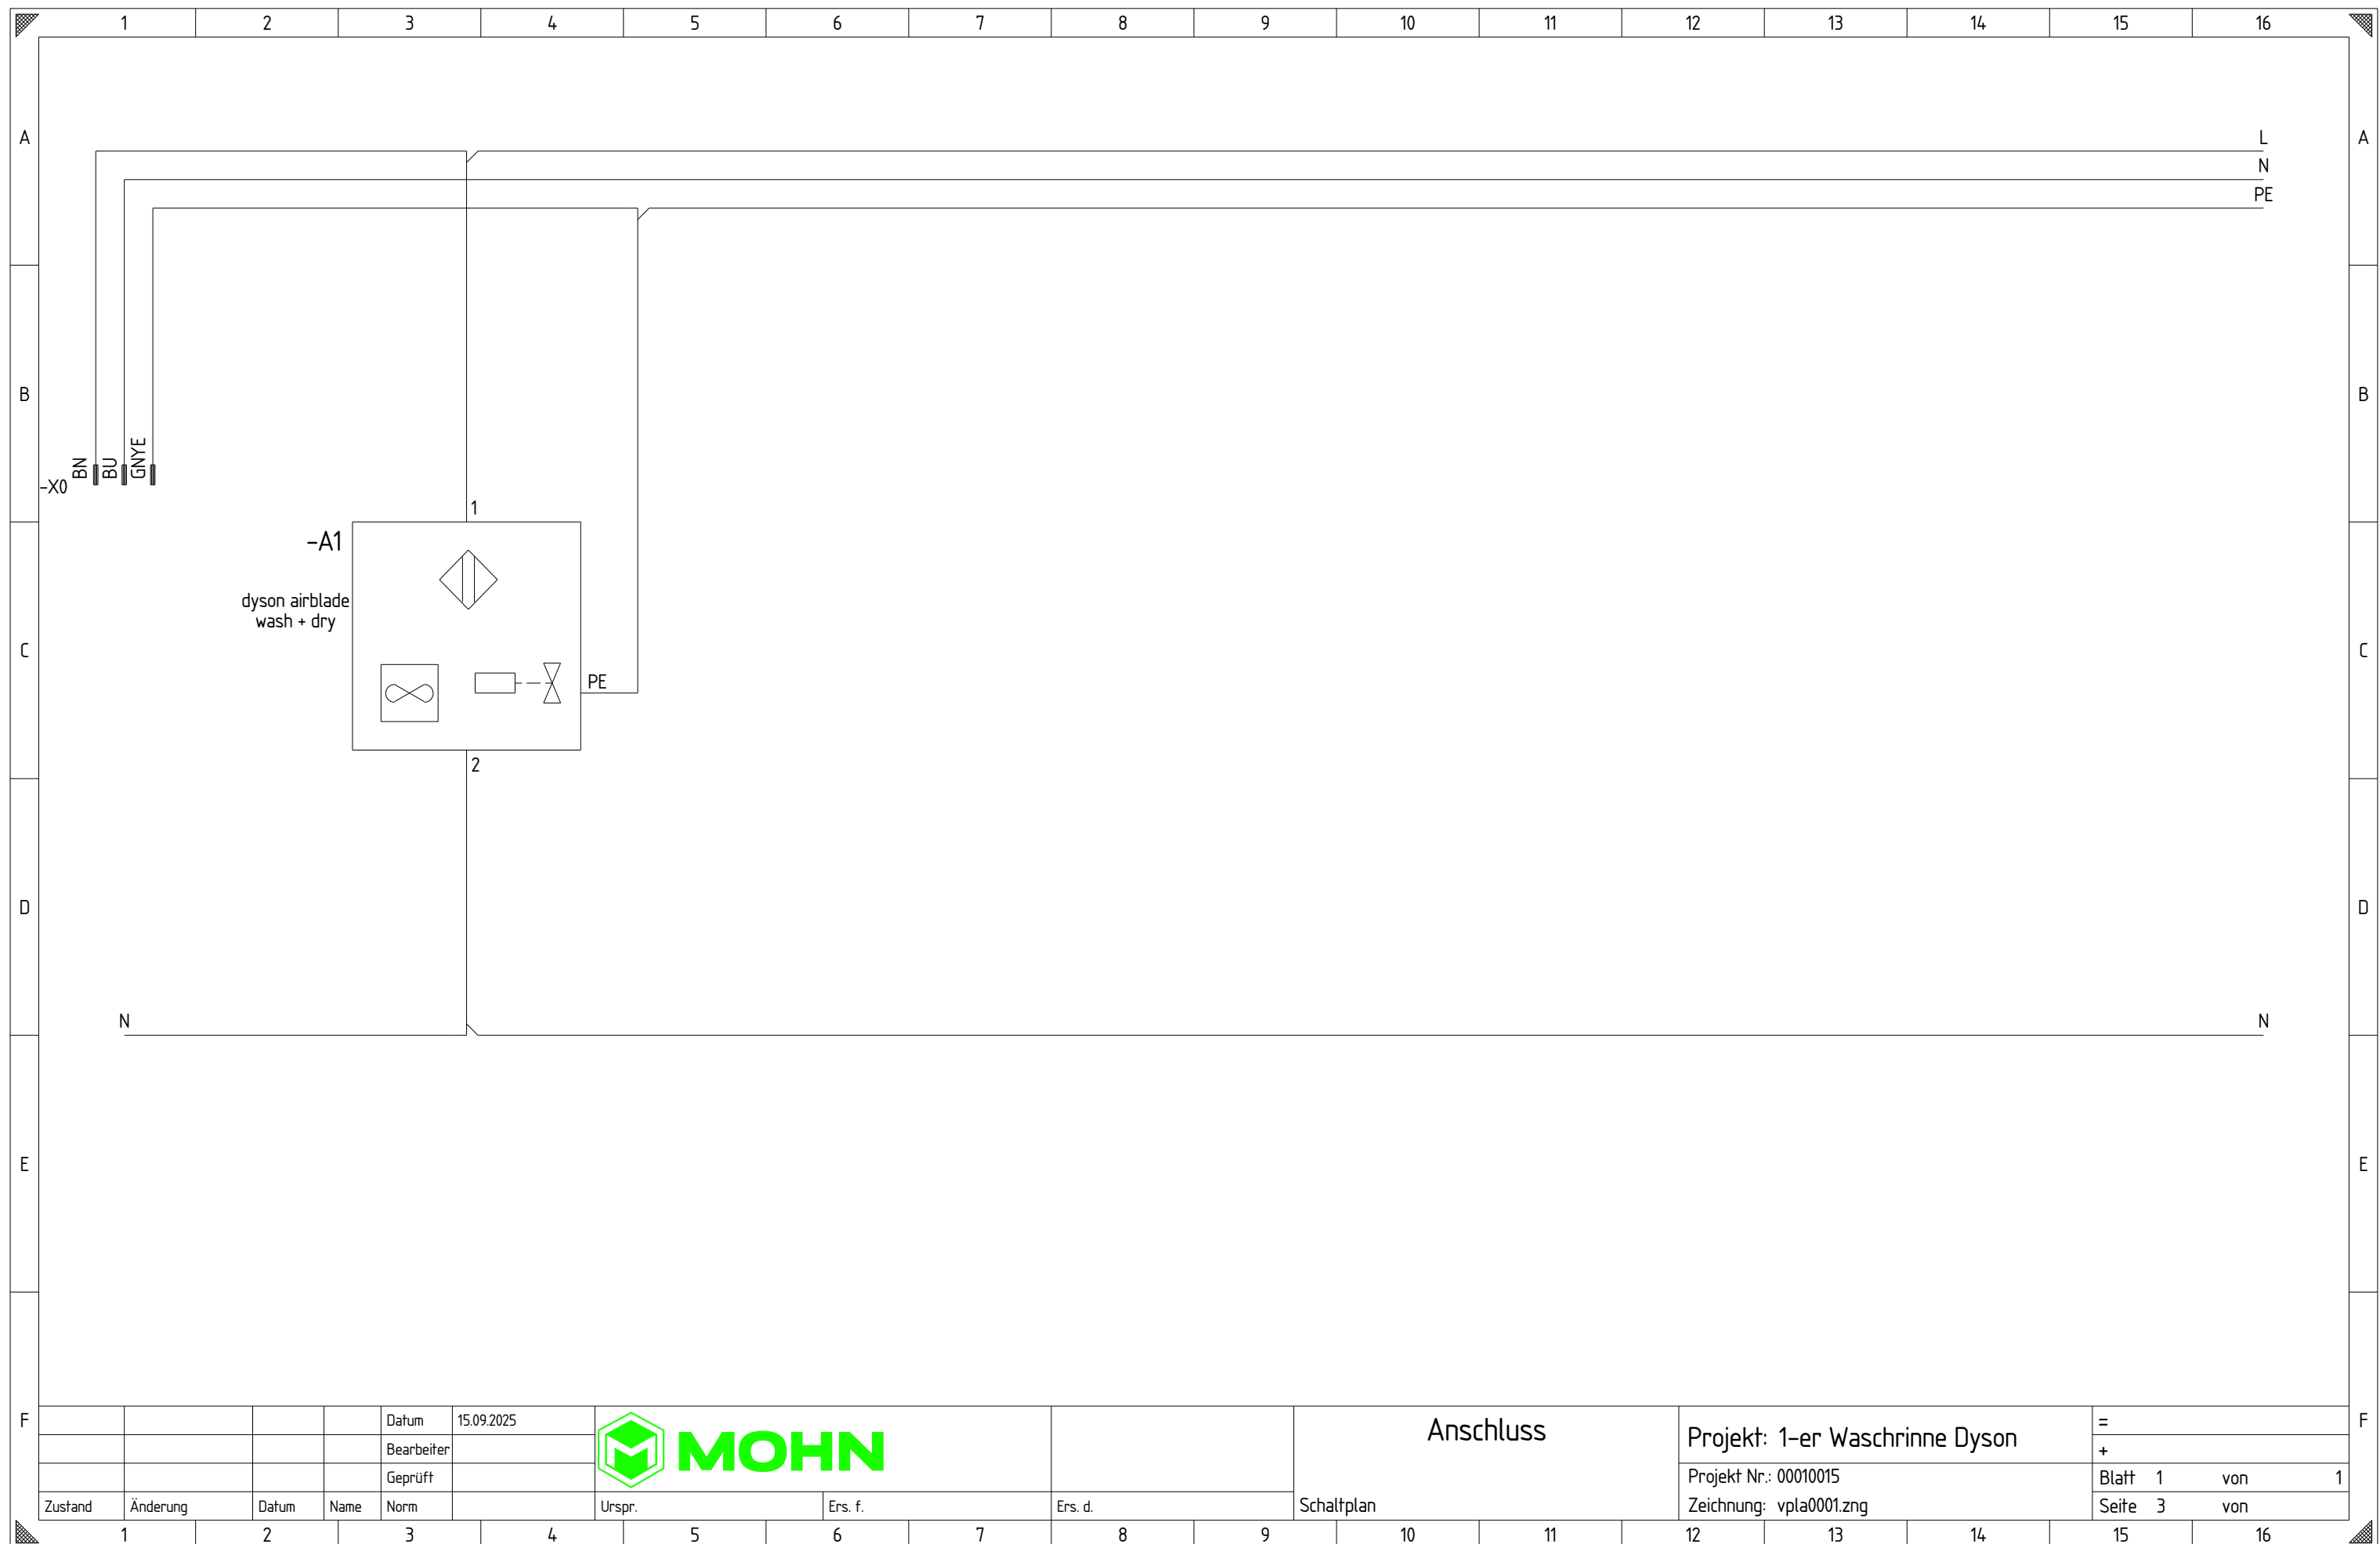 1 2 3 4 5 6 7 8 9 10 11 12 13 14 15 16
A L A
N
PE
B B
BN BU GNYE
-X0
1
-A1
dyson airblade
wash + dry
C C
PE
2
D D
N N
E E
F F
Datum 15.09.2025
Bearbeiter
Geprüft
Zustand Änderung Datum Name Norm
MOHN
Urspr. Ers. f. Ers. d.
Anschluss
Schaltplan
Projekt: 1-er Waschrinne Dyson
Projekt Nr.: 00010015
Zeichnung: vpla0001.zng
=
+
Blatt 1 von 1
Seite 3 von
1 2 3 4 5 6 7 8 9 10 11 12 13 14 15 16